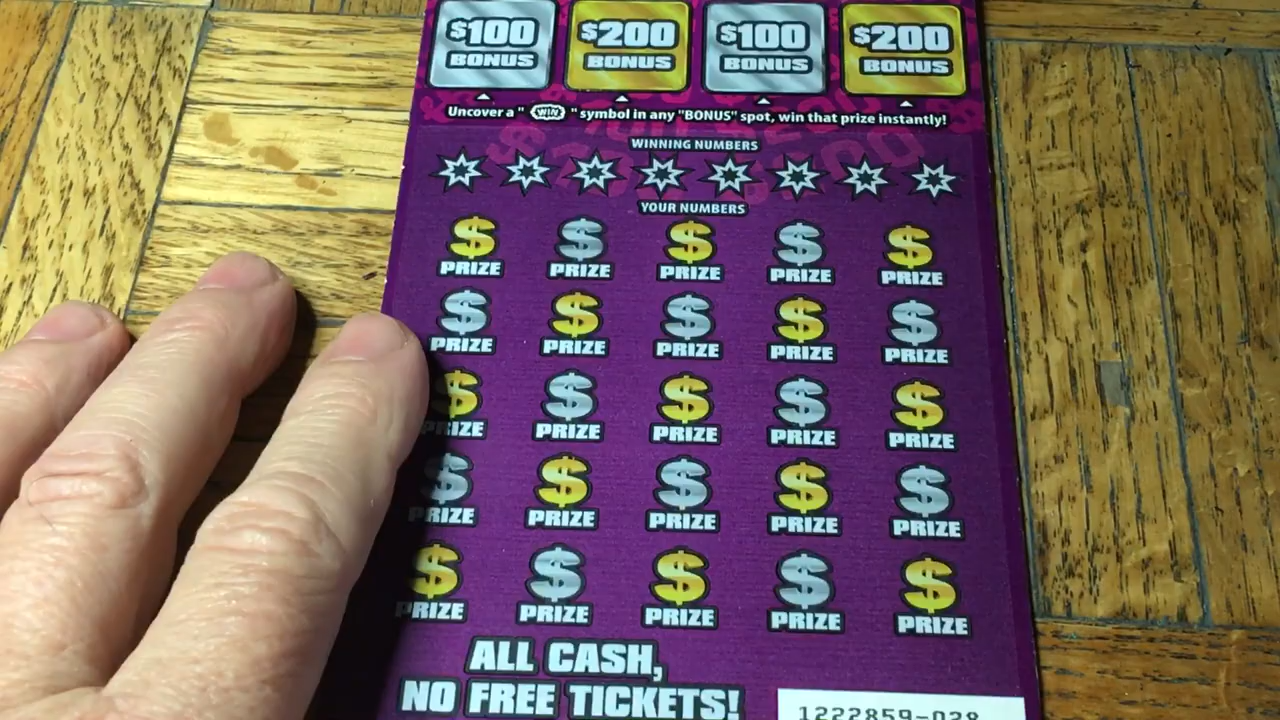 $100 $200 $100 $200
BONUS BONUS BONUS BONUS
Uncover a " WIN " symbol in any "BONUS" spot, win that prize instantly!
WINNING NUMBERS
YOUR NUMBERS
$ $ $ $ $
PRIZE PRIZE PRIZE PRIZE PRIZE
$ $ $ $ $
PRIZE PRIZE PRIZE PRIZE PRIZE
$ $ $ $ $
PRIZE PRIZE PRIZE PRIZE PRIZE
$ $ $ $ $
PRIZE PRIZE PRIZE PRIZE PRIZE
$ $ $ $ $
PRIZE PRIZE PRIZE PRIZE PRIZE
ALL CASH,
NO FREE TICKETS!
1222859-028